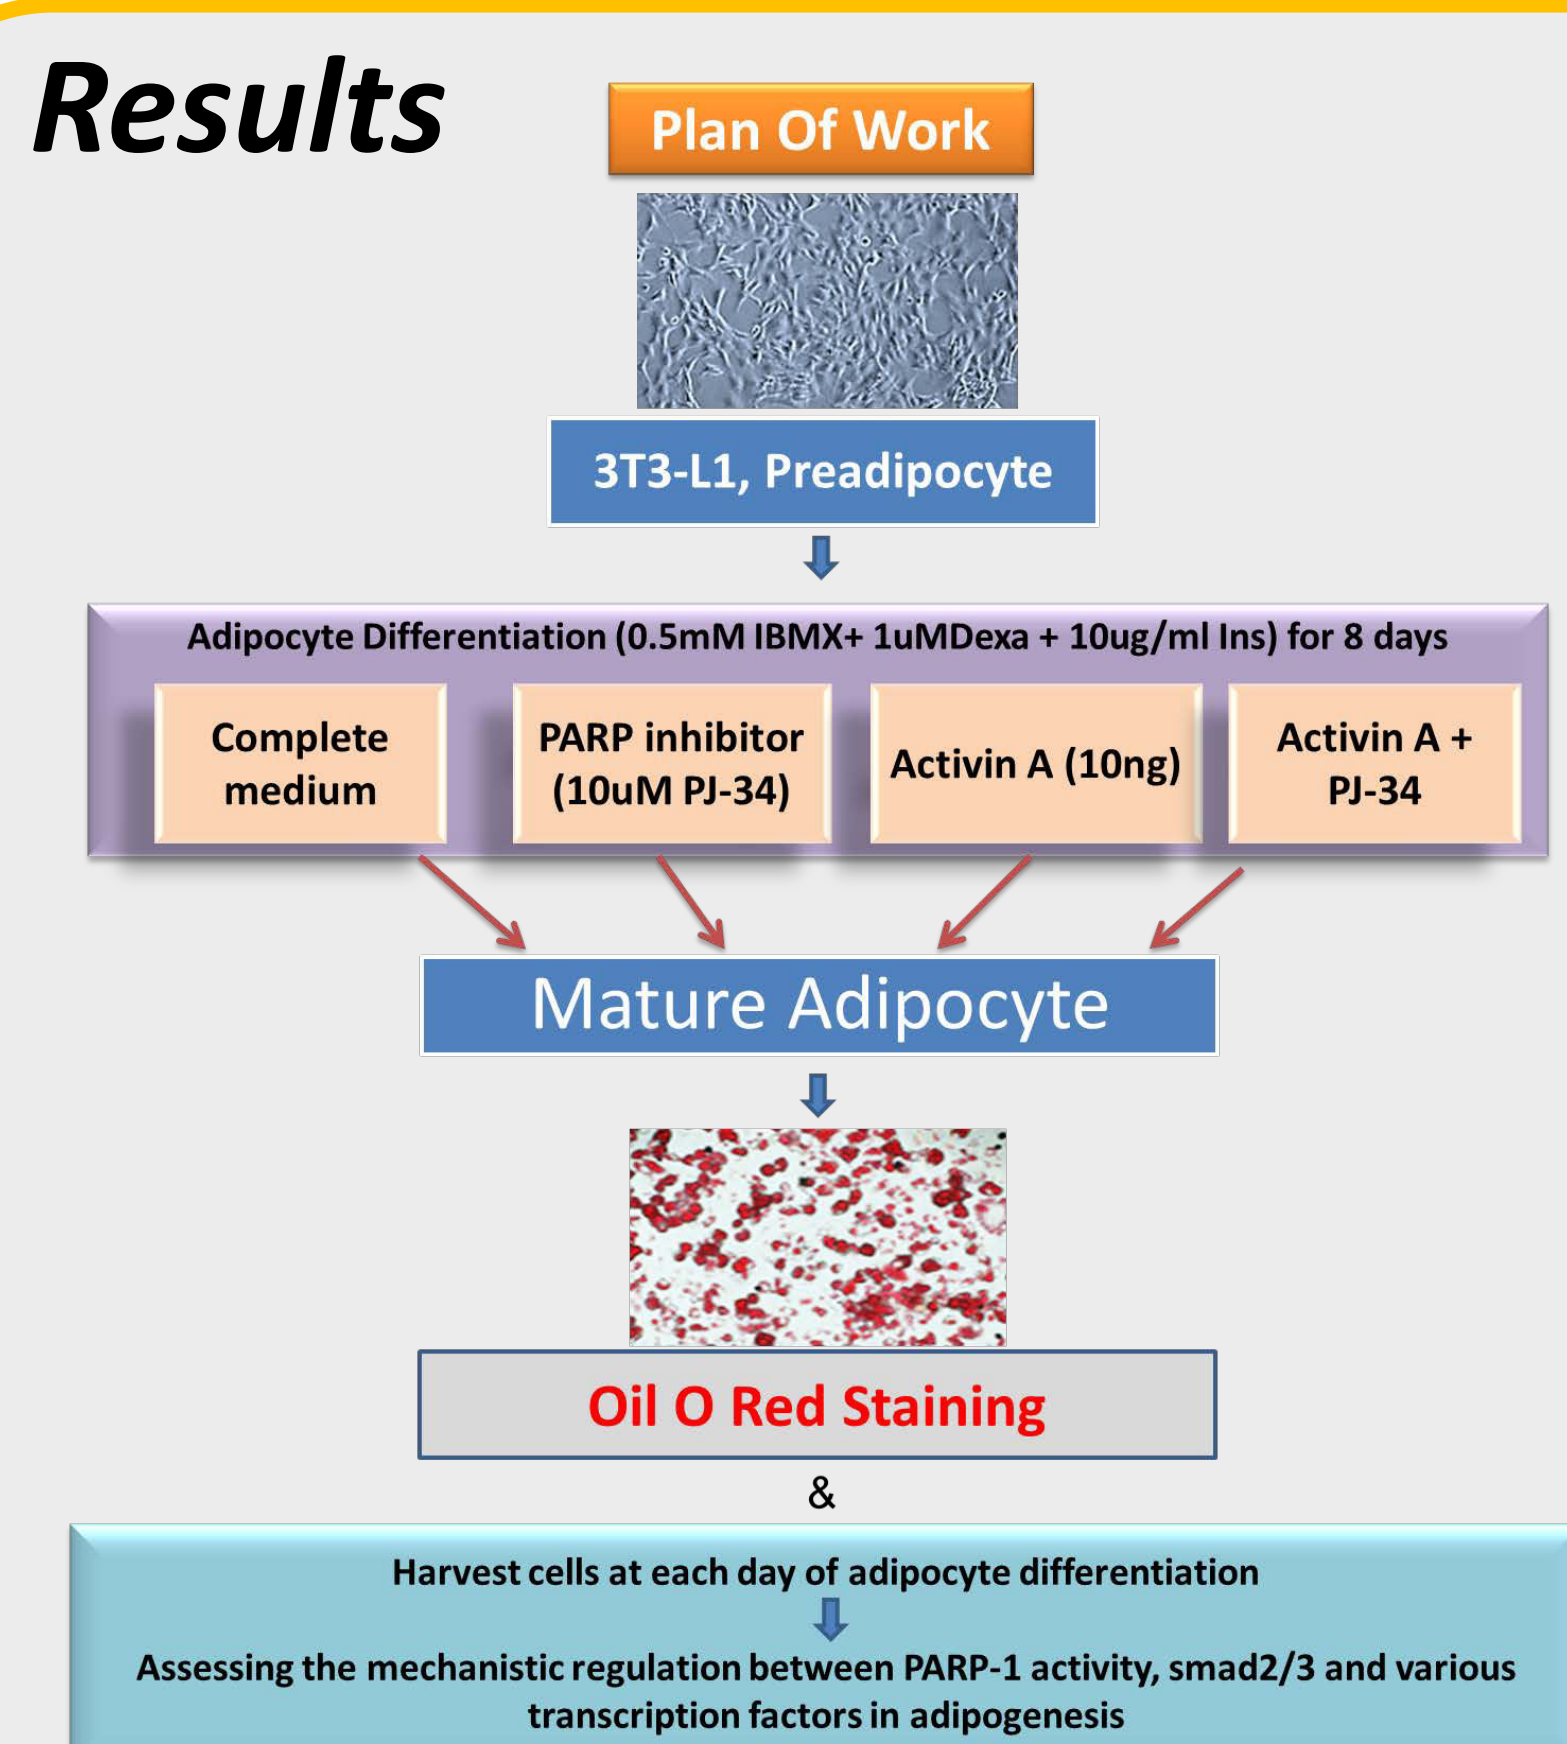 Results
Plan Of Work
3T3-L1, Preadipocyte
Adipocyte Differentiation (0.5mM IBMX+ 1uMDexa + 10ug/ml Ins) for 8 days
Complete
medium
PARP inhibitor
(10uM PJ-34)
Activin A (10ng)
Activin A +
PJ-34
Mature Adipocyte
Oil O Red Staining
&
Harvest cells at each day of adipocyte differentiation
Assessing the mechanistic regulation between PARP-1 activity, smad2/3 and various
transcription factors in adipogenesis